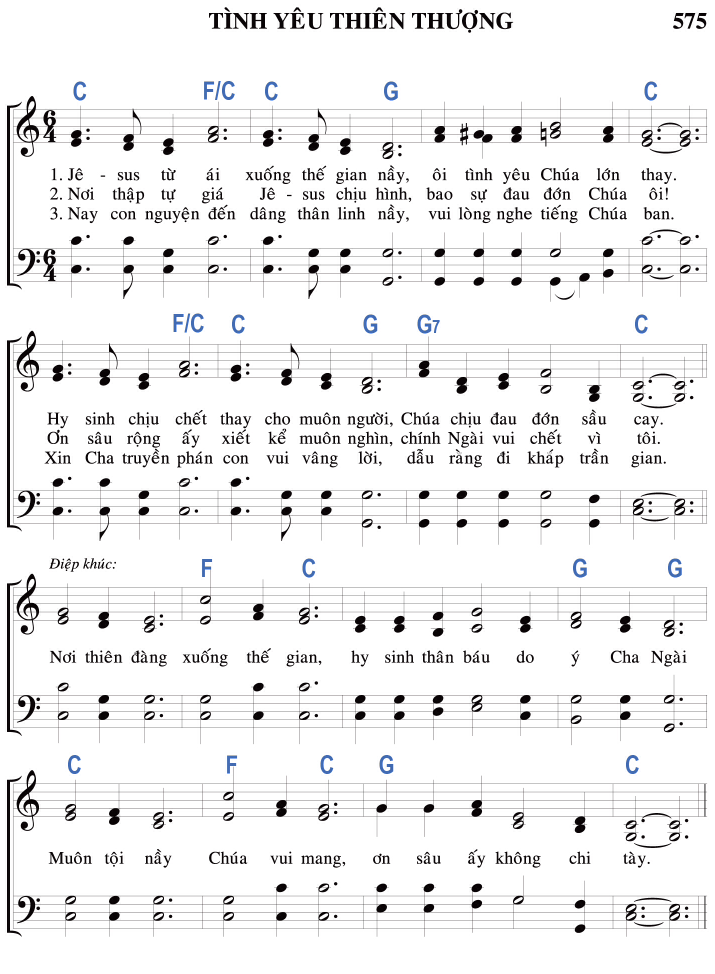 TÌNH YÊU THIÊN THƯỢNG 575
C F/C C G C
6 4
1. Jê - sus từ ái xuống thế gian nầy, ôi tình yêu Chúa lớn thay.
2. Nơi thập tự giá Jê - sus chịu hình, bao sự đau đớn Chúa ôi!
3. Nay con nguyện đến dâng thân linh nầy, vui lòng nghe tiếng Chúa ban.
6 4
F/C C G G7 C
Hy sinh chịu chết thay cho muôn người, Chúa chịu đau đớn sầu cay.
Ơn sâu rộng ấy xiết kể muôn nghìn, chính Ngài vui chết vì tôi.
Xin Cha truyền phán con vui vâng lời, dẫu ràng đi kháp trần gian.
Điệp khúc:
F C G G
Nơi thiên đàng xuống thế gian, hy sinh thân báu do ý Cha Ngài
C F C G C
Muôn tội nầy Chúa vui mang, ơn sâu ấy không chi tày.